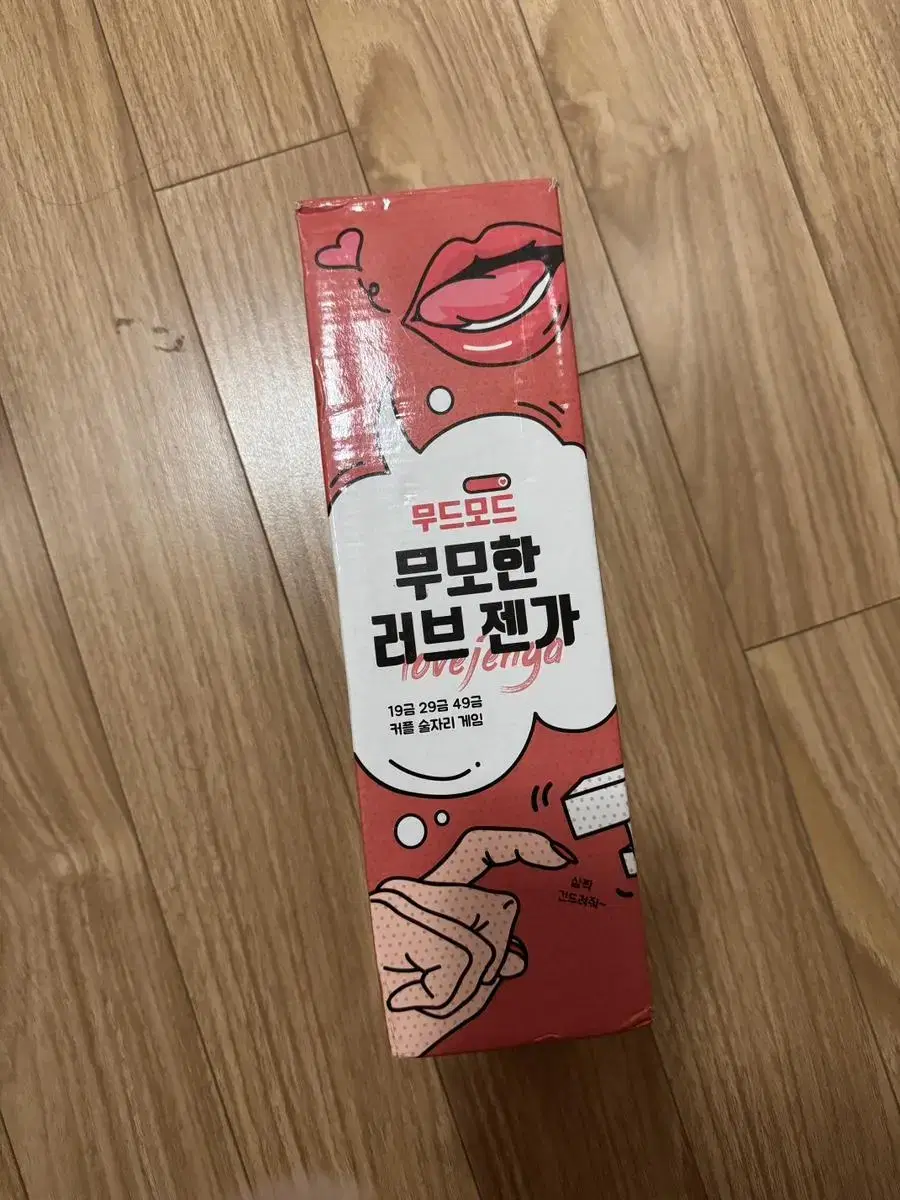 무드모드
무모한
러브 젠가
lovejenga
19금 29금 49금
커플 술자리 게임
살짝
건드려줘~